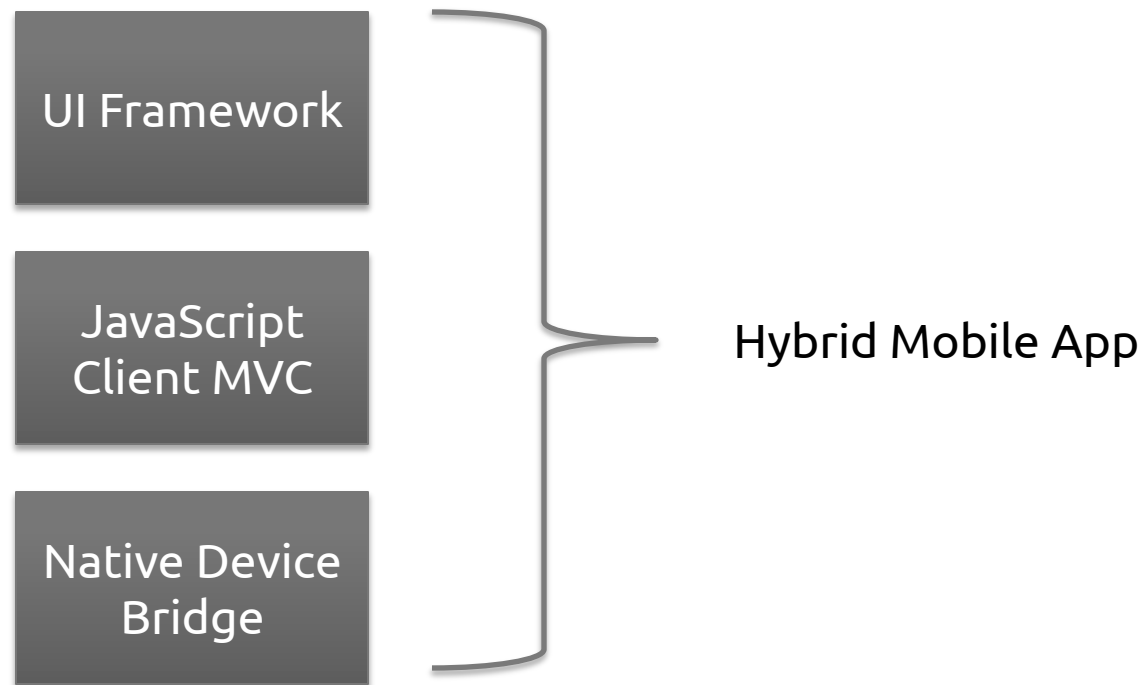 UI Framework
JavaScript
Client MVC
Hybrid Mobile App
Native Device
Bridge